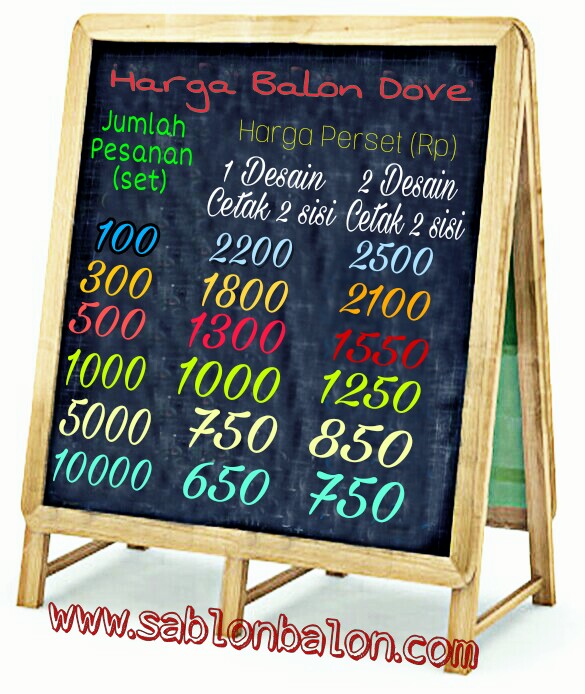 Harga Balon Dove
Jumlah Pesanan (set)
Harga Perset (Rp)
1 Desain Cetak 2 sisi
2 Desain Cetak 2 sisi
100 2200 2500
300 1800 2100
500 1300 1550
1000 1000 1250
5000 750 850
10000 650 750
www.sablonbalon.com